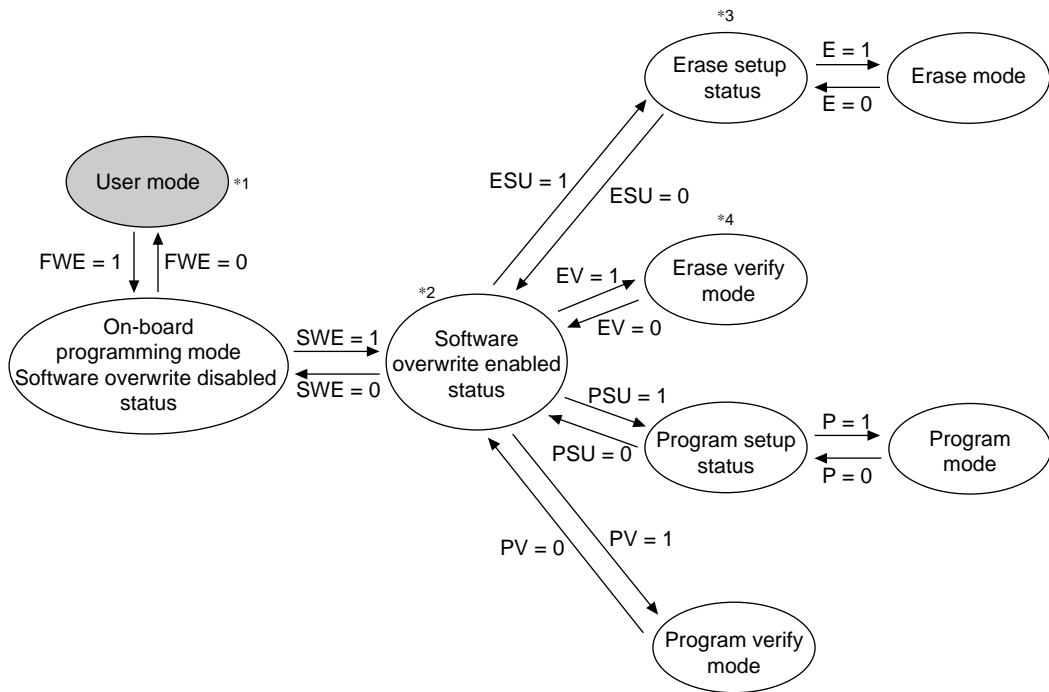 *3
Erase setup
status
E = 1
E = 0
Erase mode
User mode
*1
FWE = 1
FWE = 0
ESU = 1
ESU = 0
*4
Erase verify
mode
EV = 1
EV = 0
On-board
programming mode
Software overwrite disabled
status
SWE = 1
SWE = 0
*2
Software
overwrite enabled
status
PSU = 1
PSU = 0
Program setup
status
P = 1
P = 0
Program
mode
PV = 0
PV = 1
Program verify
mode